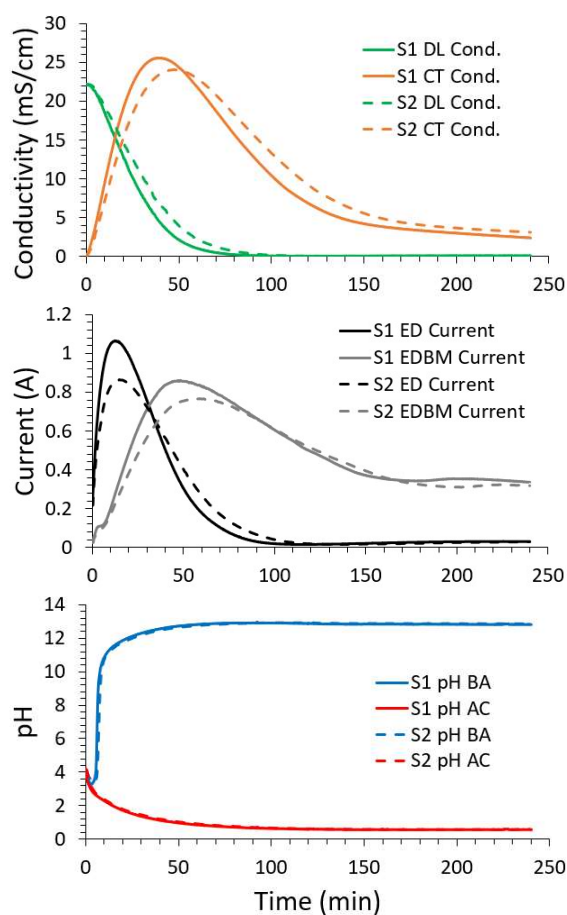 30
25
20
15
10
5
0
Conductivity (mS/cm)
S1 DL Cond.
S1 CT Cond.
S2 DL Cond.
S2 CT Cond.
0 50 100 150 200 250
1.2
1
0.8
0.6
0.4
0.2
0
Current (A)
S1 ED Current
S1 EDBM Current
S2 ED Current
S2 EDBM Current
0 50 100 150 200 250
14
12
10
8
6
4
2
0
pH
S1 pH BA
S1 pH AC
S2 pH BA
S2 pH AC
0 50 100 150 200 250
Time (min)